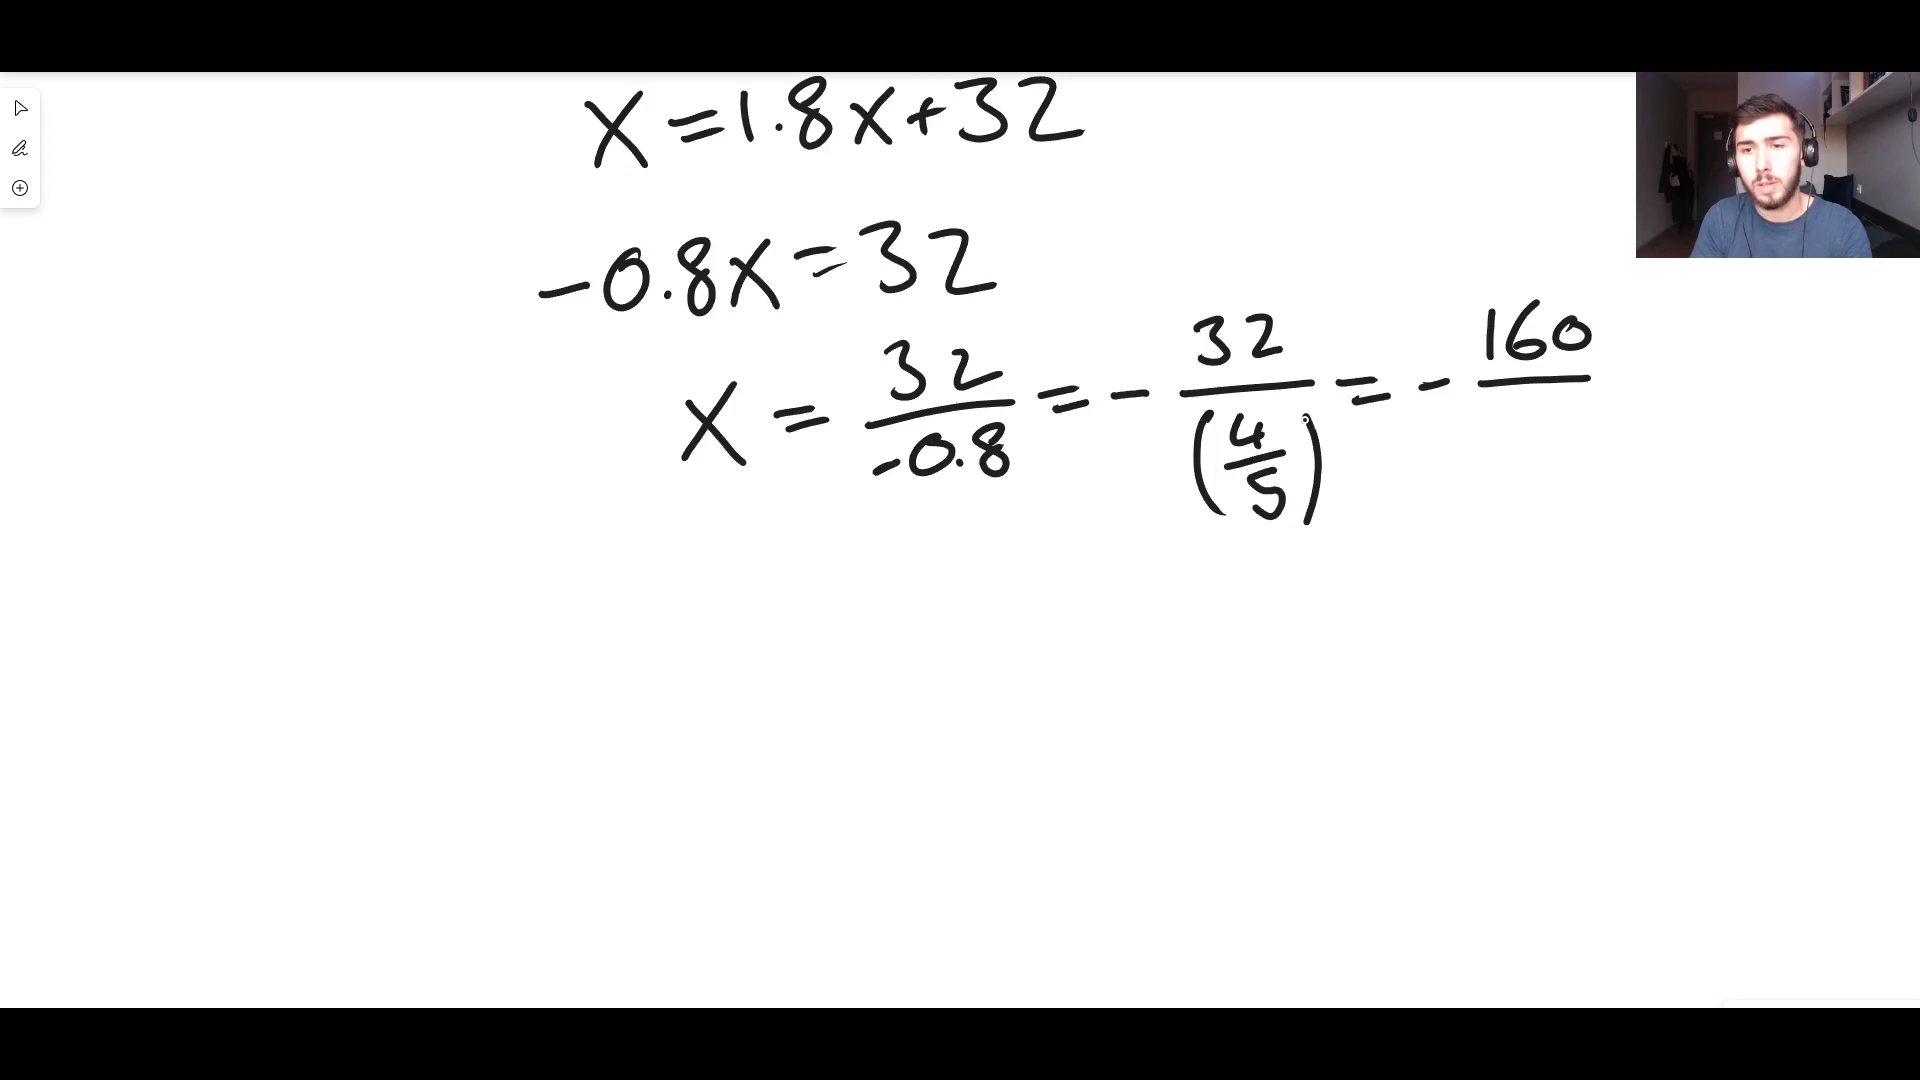 x = 1.8x + 32
-0.8x = 32
x = 32/-0.8 = - 32/(4/5) = - 160/